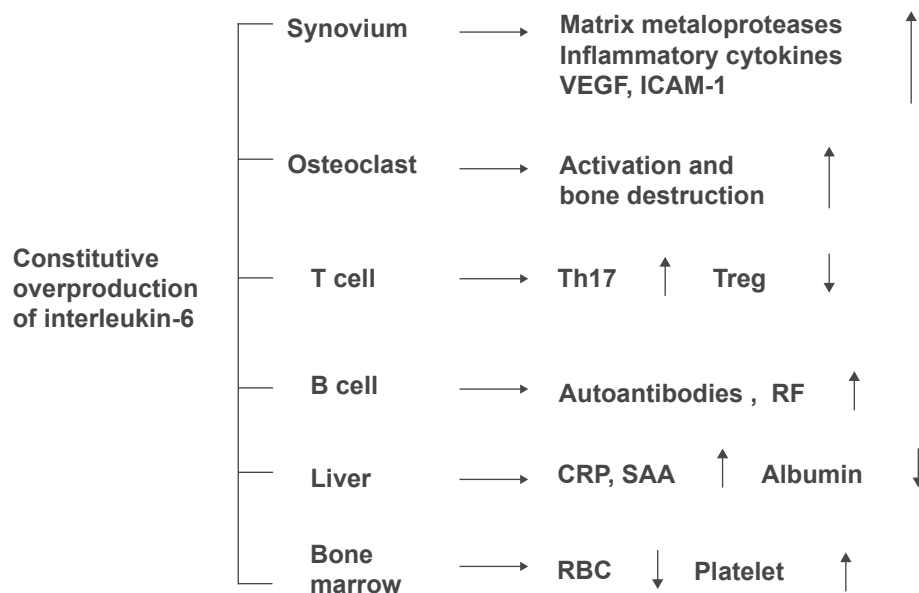 Synovium
Matrix metaloproteases
Inflammatory cytokines
VEGF, ICAM-1
Osteoclast
Activation and
bone destruction
Constitutive
overproduction
of interleukin-6
T cell
Th17
Treg
B cell
Autoantibodies , RF
Liver
CRP, SAA
Albumin
Bone
marrow
RBC
Platelet